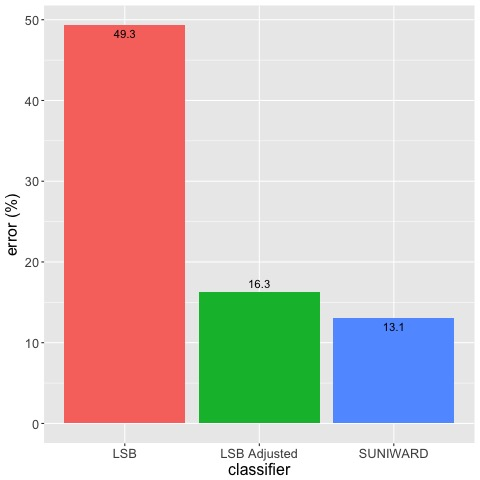 50
49.3
40
error (%)
30
20
16.3
13.1
10
0
LSB
LSB Adjusted
SUNIWARD
classifier